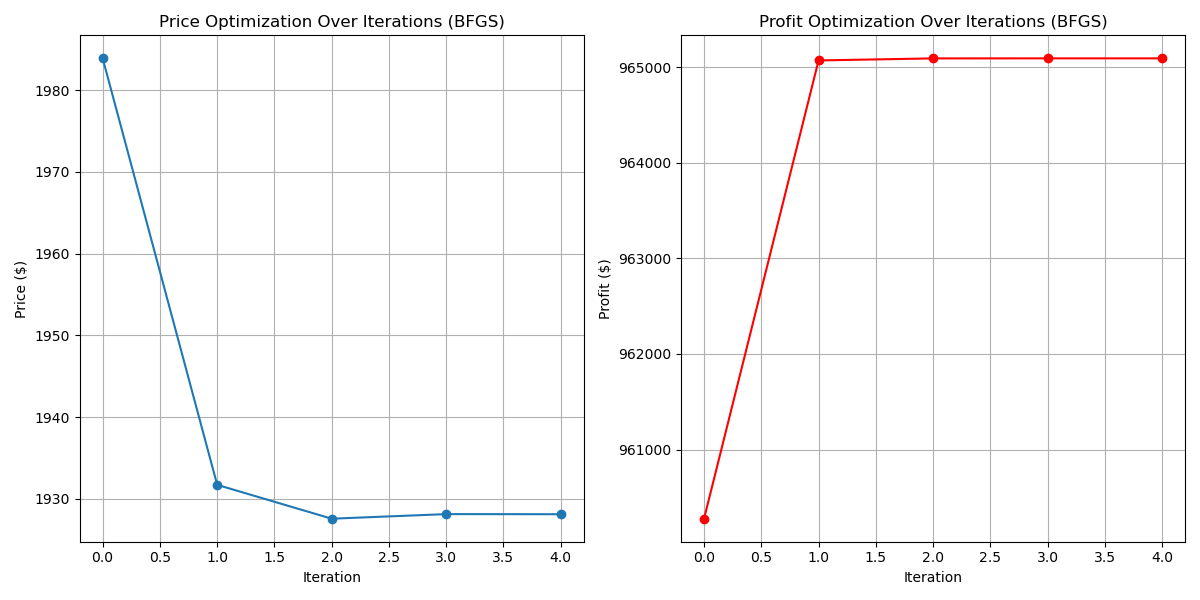 Price Optimization Over Iterations (BFGS)
Price ($)
1980
1970
1960
1950
1940
1930
0.0 0.5 1.0 1.5 2.0 2.5 3.0 3.5 4.0
Iteration
Profit Optimization Over Iterations (BFGS)
Profit ($)
965000
964000
963000
962000
961000
0.0 0.5 1.0 1.5 2.0 2.5 3.0 3.5 4.0
Iteration